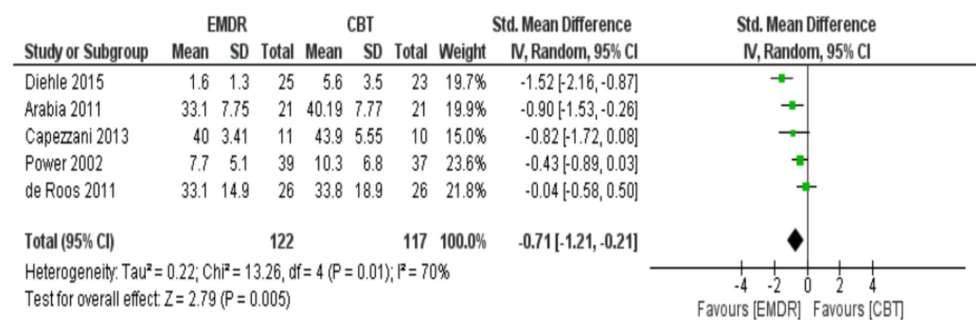 EMDR CBT Std. Mean Difference Std. Mean Difference
Study or Subgroup Mean SD Total Mean SD Total Weight IV, Random, 95% CI IV, Random, 95% CI
Diehle 2015 1.6 1.3 25 5.6 3.5 23 19.7% -1.52 [-2.16, -0.87]
Arabia 2011 33.1 7.75 21 40.19 7.77 21 19.9% -0.90 [-1.53, -0.26]
Capezzani 2013 40 3.41 11 43.9 5.55 10 15.0% -0.82 [-1.72, 0.08]
Power 2002 7.7 5.1 39 10.3 6.8 37 23.6% -0.43 [-0.89, 0.03]
de Roos 2011 33.1 14.9 26 33.8 18.9 26 21.8% -0.04 [-0.58, 0.50]
Total (95% CI) 122 117 100.0% -0.71 [-1.21, -0.21]
Heterogeneity: Tau² = 0.22; Chi² = 13.26, df = 4 (P = 0.01); I² = 70%
Test for overall effect: Z = 2.79 (P = 0.005)
-4 -2 0 2 4
Favours [EMDR] Favours [CBT]